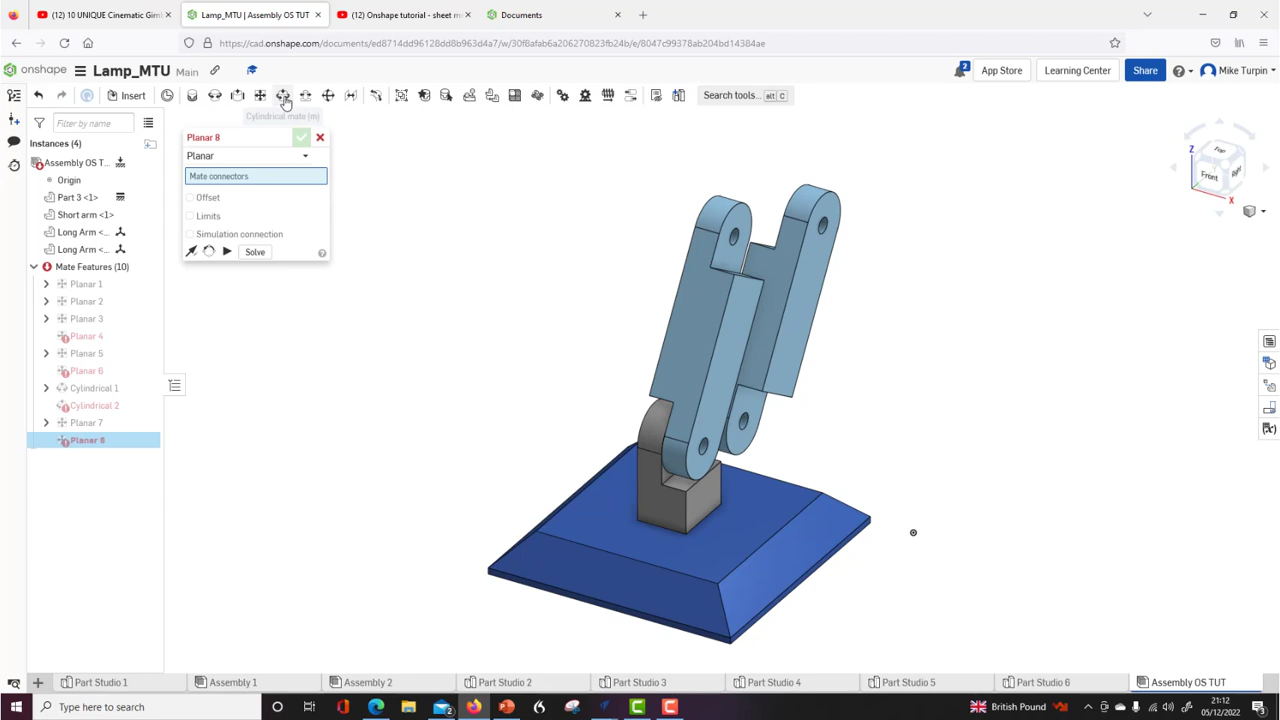 (12) 10 UNIQUE Cinematic Giml
Lamp_MTU | Assembly OS TUT
(12) Onshape tutorial - sheet m
Documents
https://cad.onshape.com/documents/ed8714dd96128dd8b963d4a7/w/30f8afab6a206270823fb24b/e/8047c99378ab204bd14384ae
onshape
Lamp_MTU
Main
2
App Store
Learning Center
Share
Mike Turpin
Insert
Search tools...
alt C
Cylindrical mate (m)
Filter by name
Instances (4)
Assembly OS T...
Origin
Part 3 <1>
Short arm <1>
Long Arm <...
Long Arm <...
Mate Features (10)
Planar 1
Planar 2
Planar 3
Planar 4
Planar 5
Planar 6
Cylindrical 1
Cylindrical 2
Planar 7
Planar 8
Planar 8
Planar
Mate connectors
Offset
Limits
Simulation connection
Solve
Z
Top
Front
Right
X
Part Studio 1
Assembly 1
Assembly 2
Part Studio 2
Part Studio 3
Part Studio 4
Part Studio 5
Part Studio 6
Assembly OS TUT
Type here to search
British Pound
21:12
05/12/2022